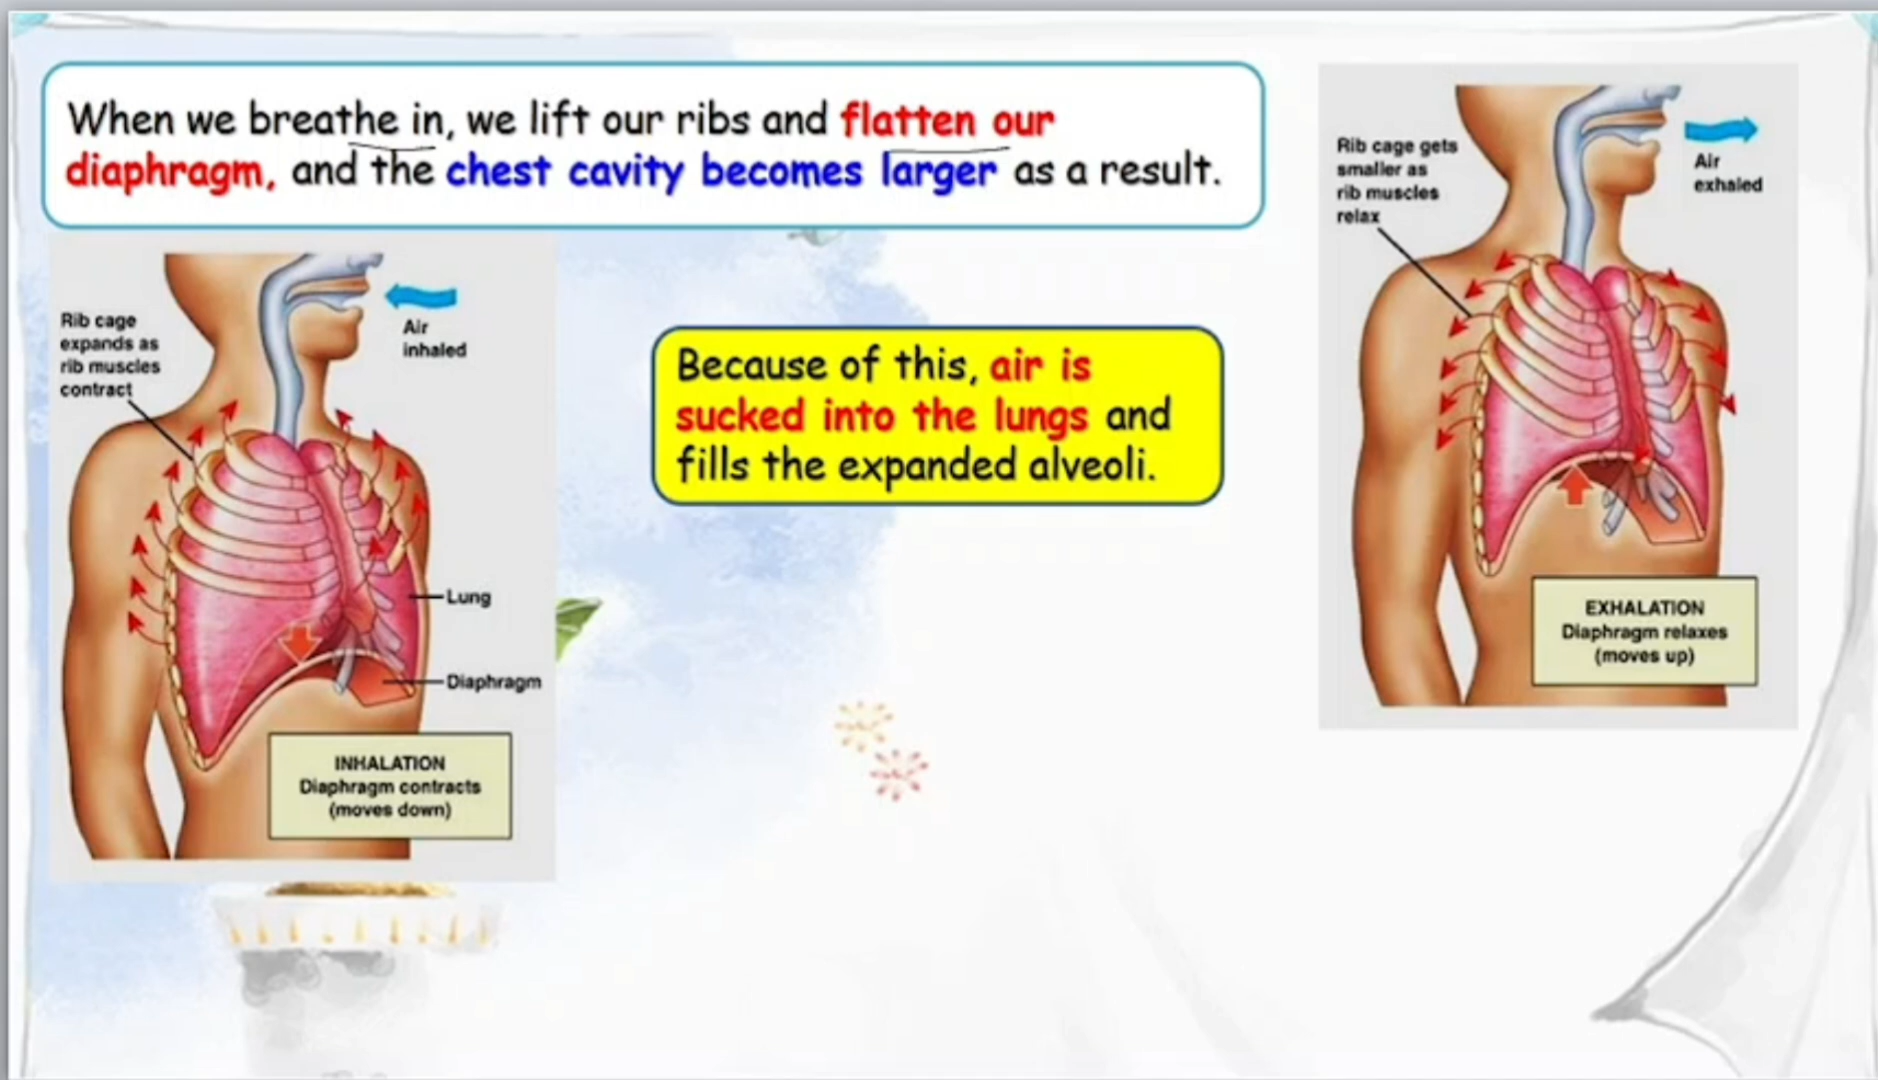 When we breathe in, we lift our ribs and flatten our
diaphragm, and the chest cavity becomes larger as a result.
Rib cage
expands as
rib muscles
contract
Air
inhaled
Lung
Diaphragm
INHALATION
Diaphragm contracts
(moves down)
Because of this, air is
sucked into the lungs and
fills the expanded alveoli.
Rib cage gets
smaller as
rib muscles
relax
Air
exhaled
EXHALATION
Diaphragm relaxes
(moves up)